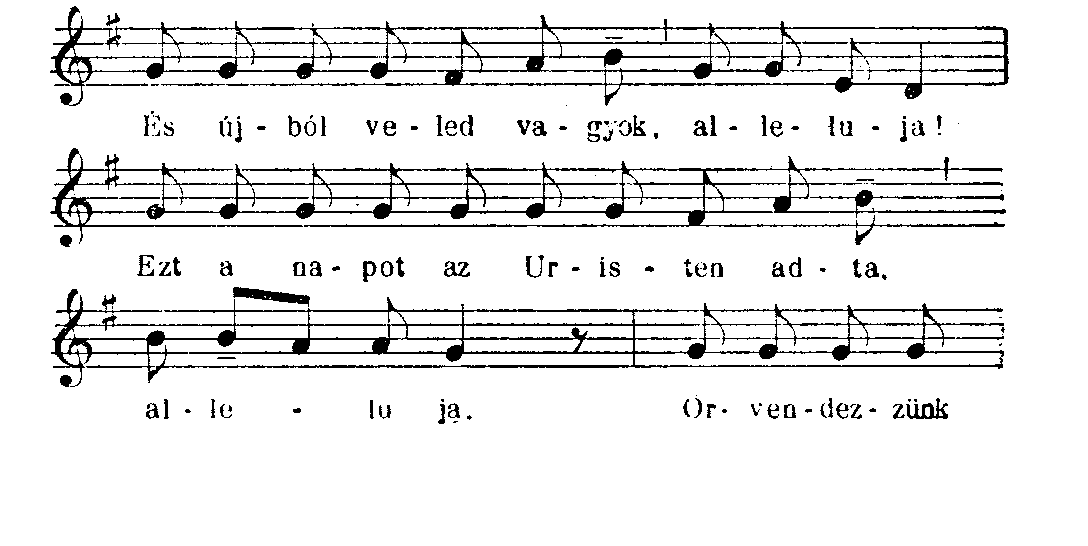 És új - ból ve - led va - gyok, al - le - lu - ja !
Ezt a na - pot az Ur - is - ten ad - ta,
al - le - lu ja. Ör - ven - dez - zünk